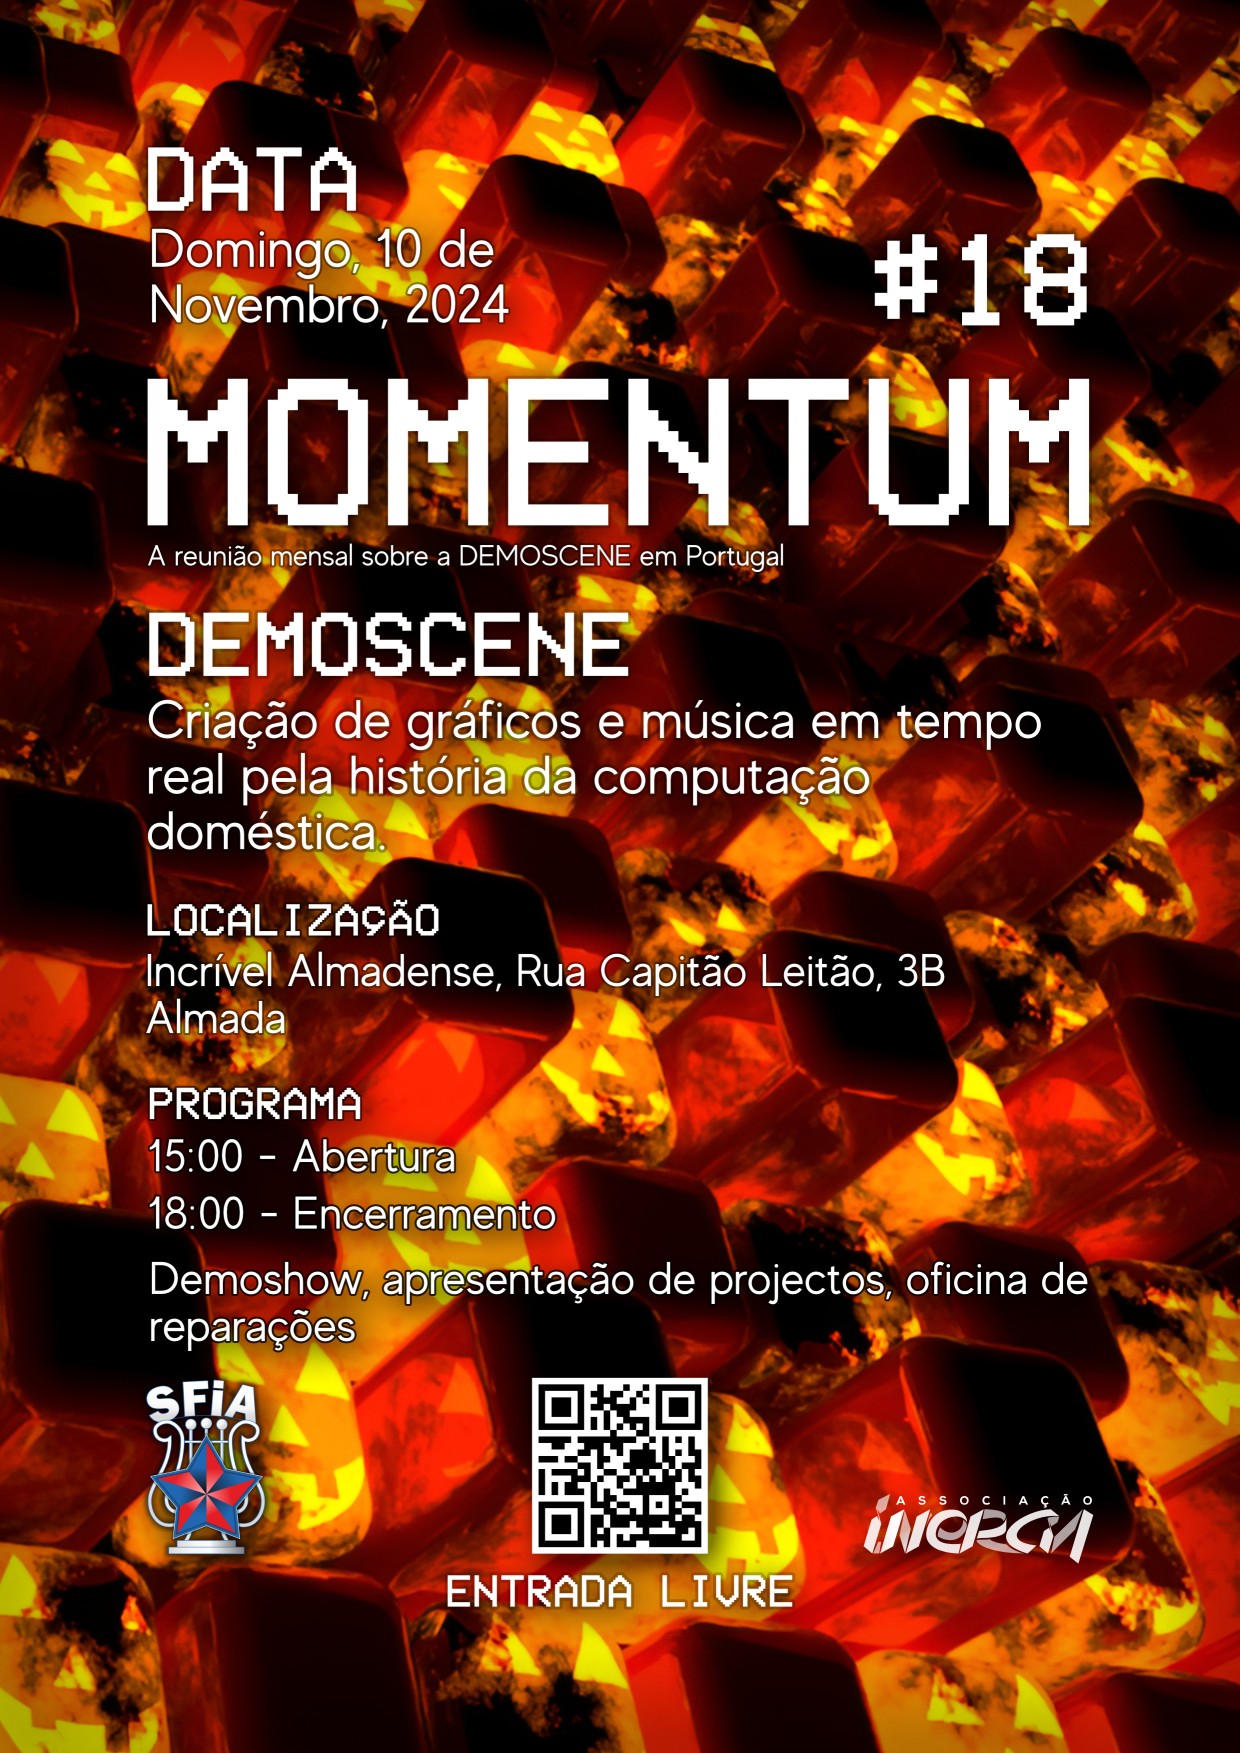 DATA
Domingo, 10 de
Novembro, 2024
#18
MOMENTUM
A reunião mensal sobre a DEMOSCENE em Portugal
DEMOSCENE
Criação de gráficos e música em tempo
real pela história da computação
doméstica.
LOCALIZAÇÃO
Incrível Almadense, Rua Capitão Leitão, 3B
Almada
PROGRAMA
15:00 - Abertura
18:00 - Encerramento
Demoshow, apresentação de projectos, oficina de
reparações
SFiA
ASSOCIAÇÃO
iNERCiA
ENTRADA LIVRE